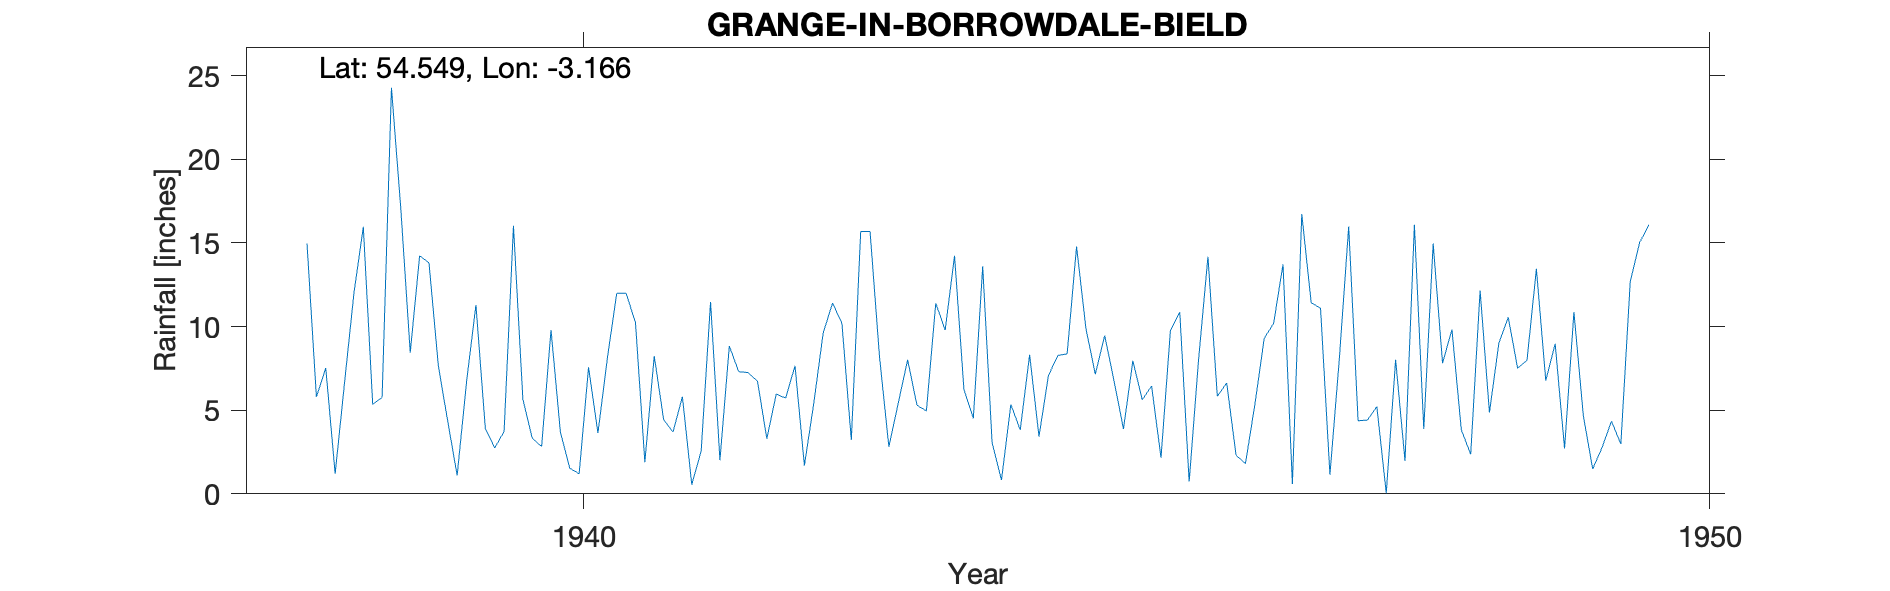 GRANGE-IN-BORROWDALE-BIELD
Lat: 54.549, Lon: -3.166
25
20
15
10
5
0
Rainfall [inches]
1940
1950
Year